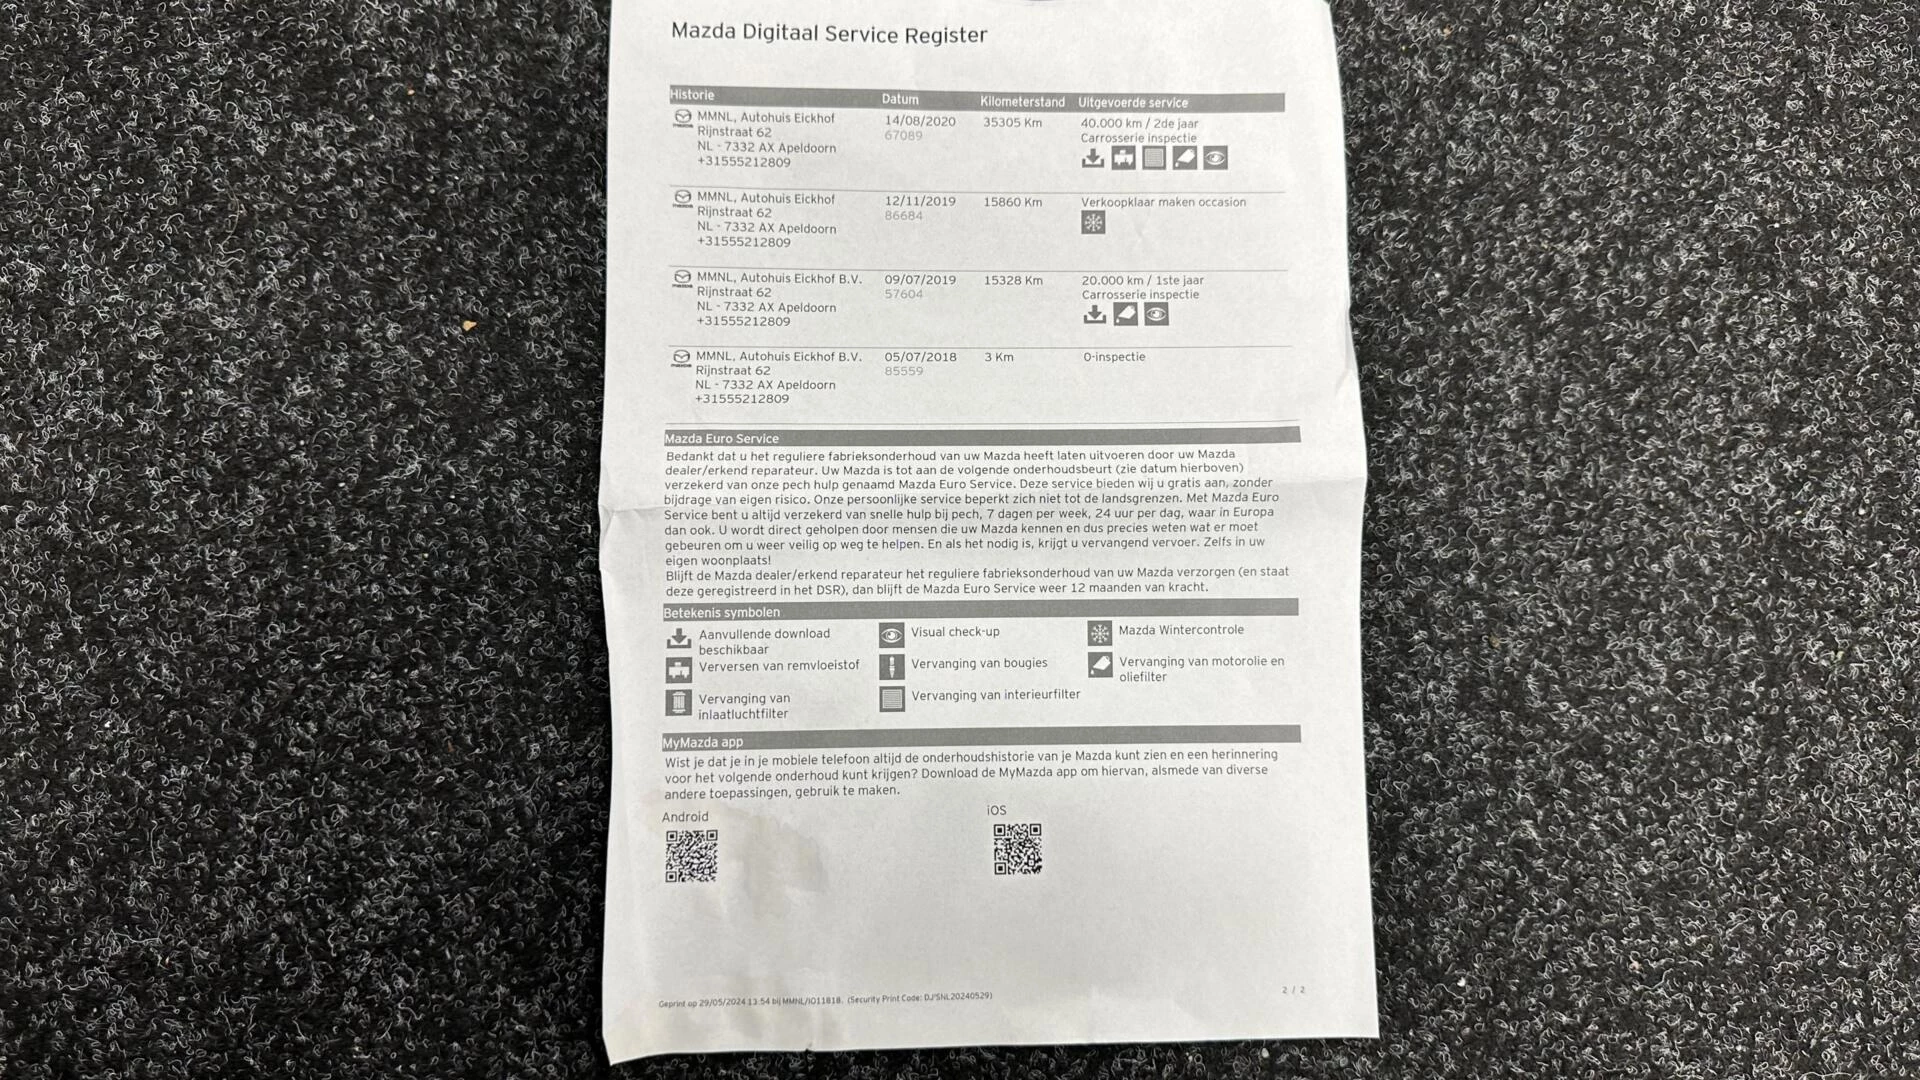 Mazda Digitaal Service Register
Historie Datum Kilometerstand Uitgevoerde service
MMNL, Autohuis Eickhof 14/08/2020 35305 Km 40.000 km / 2de jaar
Rijnstraat 62 67089 Carrosserie inspectie
NL - 7332 AX Apeldoorn
+31555212809
MMNL, Autohuis Eickhof 12/11/2019 15860 Km Verkoopklaar maken occasion
Rijnstraat 62 86684
NL - 7332 AX Apeldoorn
+31555212809
MMNL, Autohuis Eickhof B.V. 09/07/2019 15328 Km 20.000 km / 1ste jaar
Rijnstraat 62 57604 Carrosserie inspectie
NL - 7332 AX Apeldoorn
+31555212809
MMNL, Autohuis Eickhof B.V. 05/07/2018 3 Km 0-inspectie
Rijnstraat 62 85559
NL - 7332 AX Apeldoorn
+31555212809
Mazda Euro Service
Bedankt dat u het reguliere fabrieksonderhoud van uw Mazda heeft laten uitvoeren door uw Mazda
dealer/erkend reparateur. Uw Mazda is tot aan de volgende onderhoudsbeurt (zie datum hierboven)
verzekerd van onze pech hulp genaamd Mazda Euro Service. Deze service bieden wij u gratis aan, zonder
bijdrage van eigen risico. Onze persoonlijke service beperkt zich niet tot de landsgrenzen. Met Mazda Euro
Service bent u altijd verzekerd van snelle hulp bij pech, 7 dagen per week, 24 uur per dag, waar in Europa
dan ook. U wordt direct geholpen door mensen die uw Mazda kennen en dus precies weten wat er moet
gebeuren om u weer veilig op weg te helpen. En als het nodig is, krijgt u vervangend vervoer. Zelfs in uw
eigen woonplaats!
Blijft de Mazda dealer/erkend reparateur het reguliere fabrieksonderhoud van uw Mazda verzorgen (en staat
deze geregistreerd in het DSR), dan blijft de Mazda Euro Service weer 12 maanden van kracht.
Betekenis symbolen
Aanvullende download beschikbaar
Visual check-up
Mazda Wintercontrole
Verversen van remvloeistof
Vervanging van bougies
Vervanging van motorolie en
oliefilter
Vervanging van
inlaatluchtfilter
Vervanging van interieurfilter
MyMazda app
Wist je dat je in je mobiele telefoon altijd de onderhoudshistorie van je Mazda kunt zien en een herinnering
voor het volgende onderhoud kunt krijgen? Download de MyMazda app om hiervan, alsmede van diverse
andere toepassingen, gebruik te maken.
Android iOS
Geprint op 29/05/2024 13:54 bij MMNL/IO11818. (Security Print Code: DJ'SNL20240529) 2 / 2